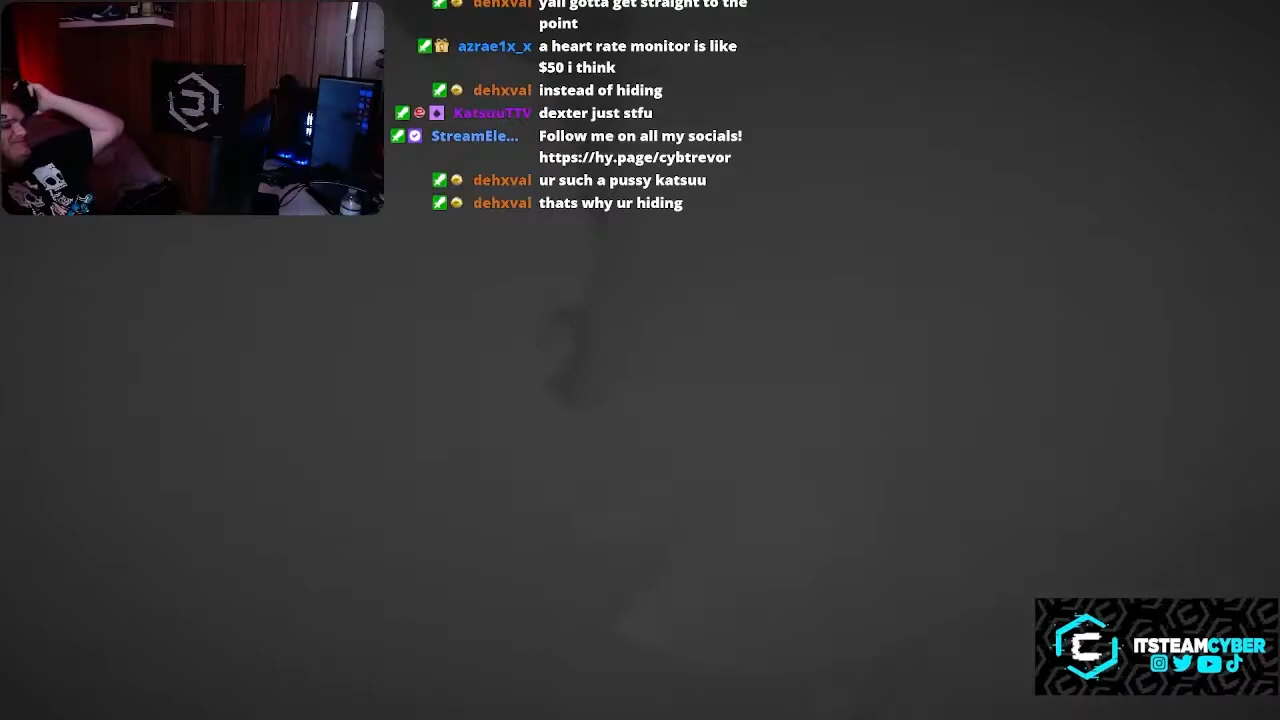 dehxval yall gotta get straight to the
point
azrae1x_x a heart rate monitor is like
$50 i think
dehxval instead of hiding
KatsuuTTV dexter just stfu
StreamEle... Follow me on all my socials!
https://hy.page/cybtrevor
dehxval ur such a pussy katsuu
dehxval thats why ur hiding
ITSTEAMCYBER